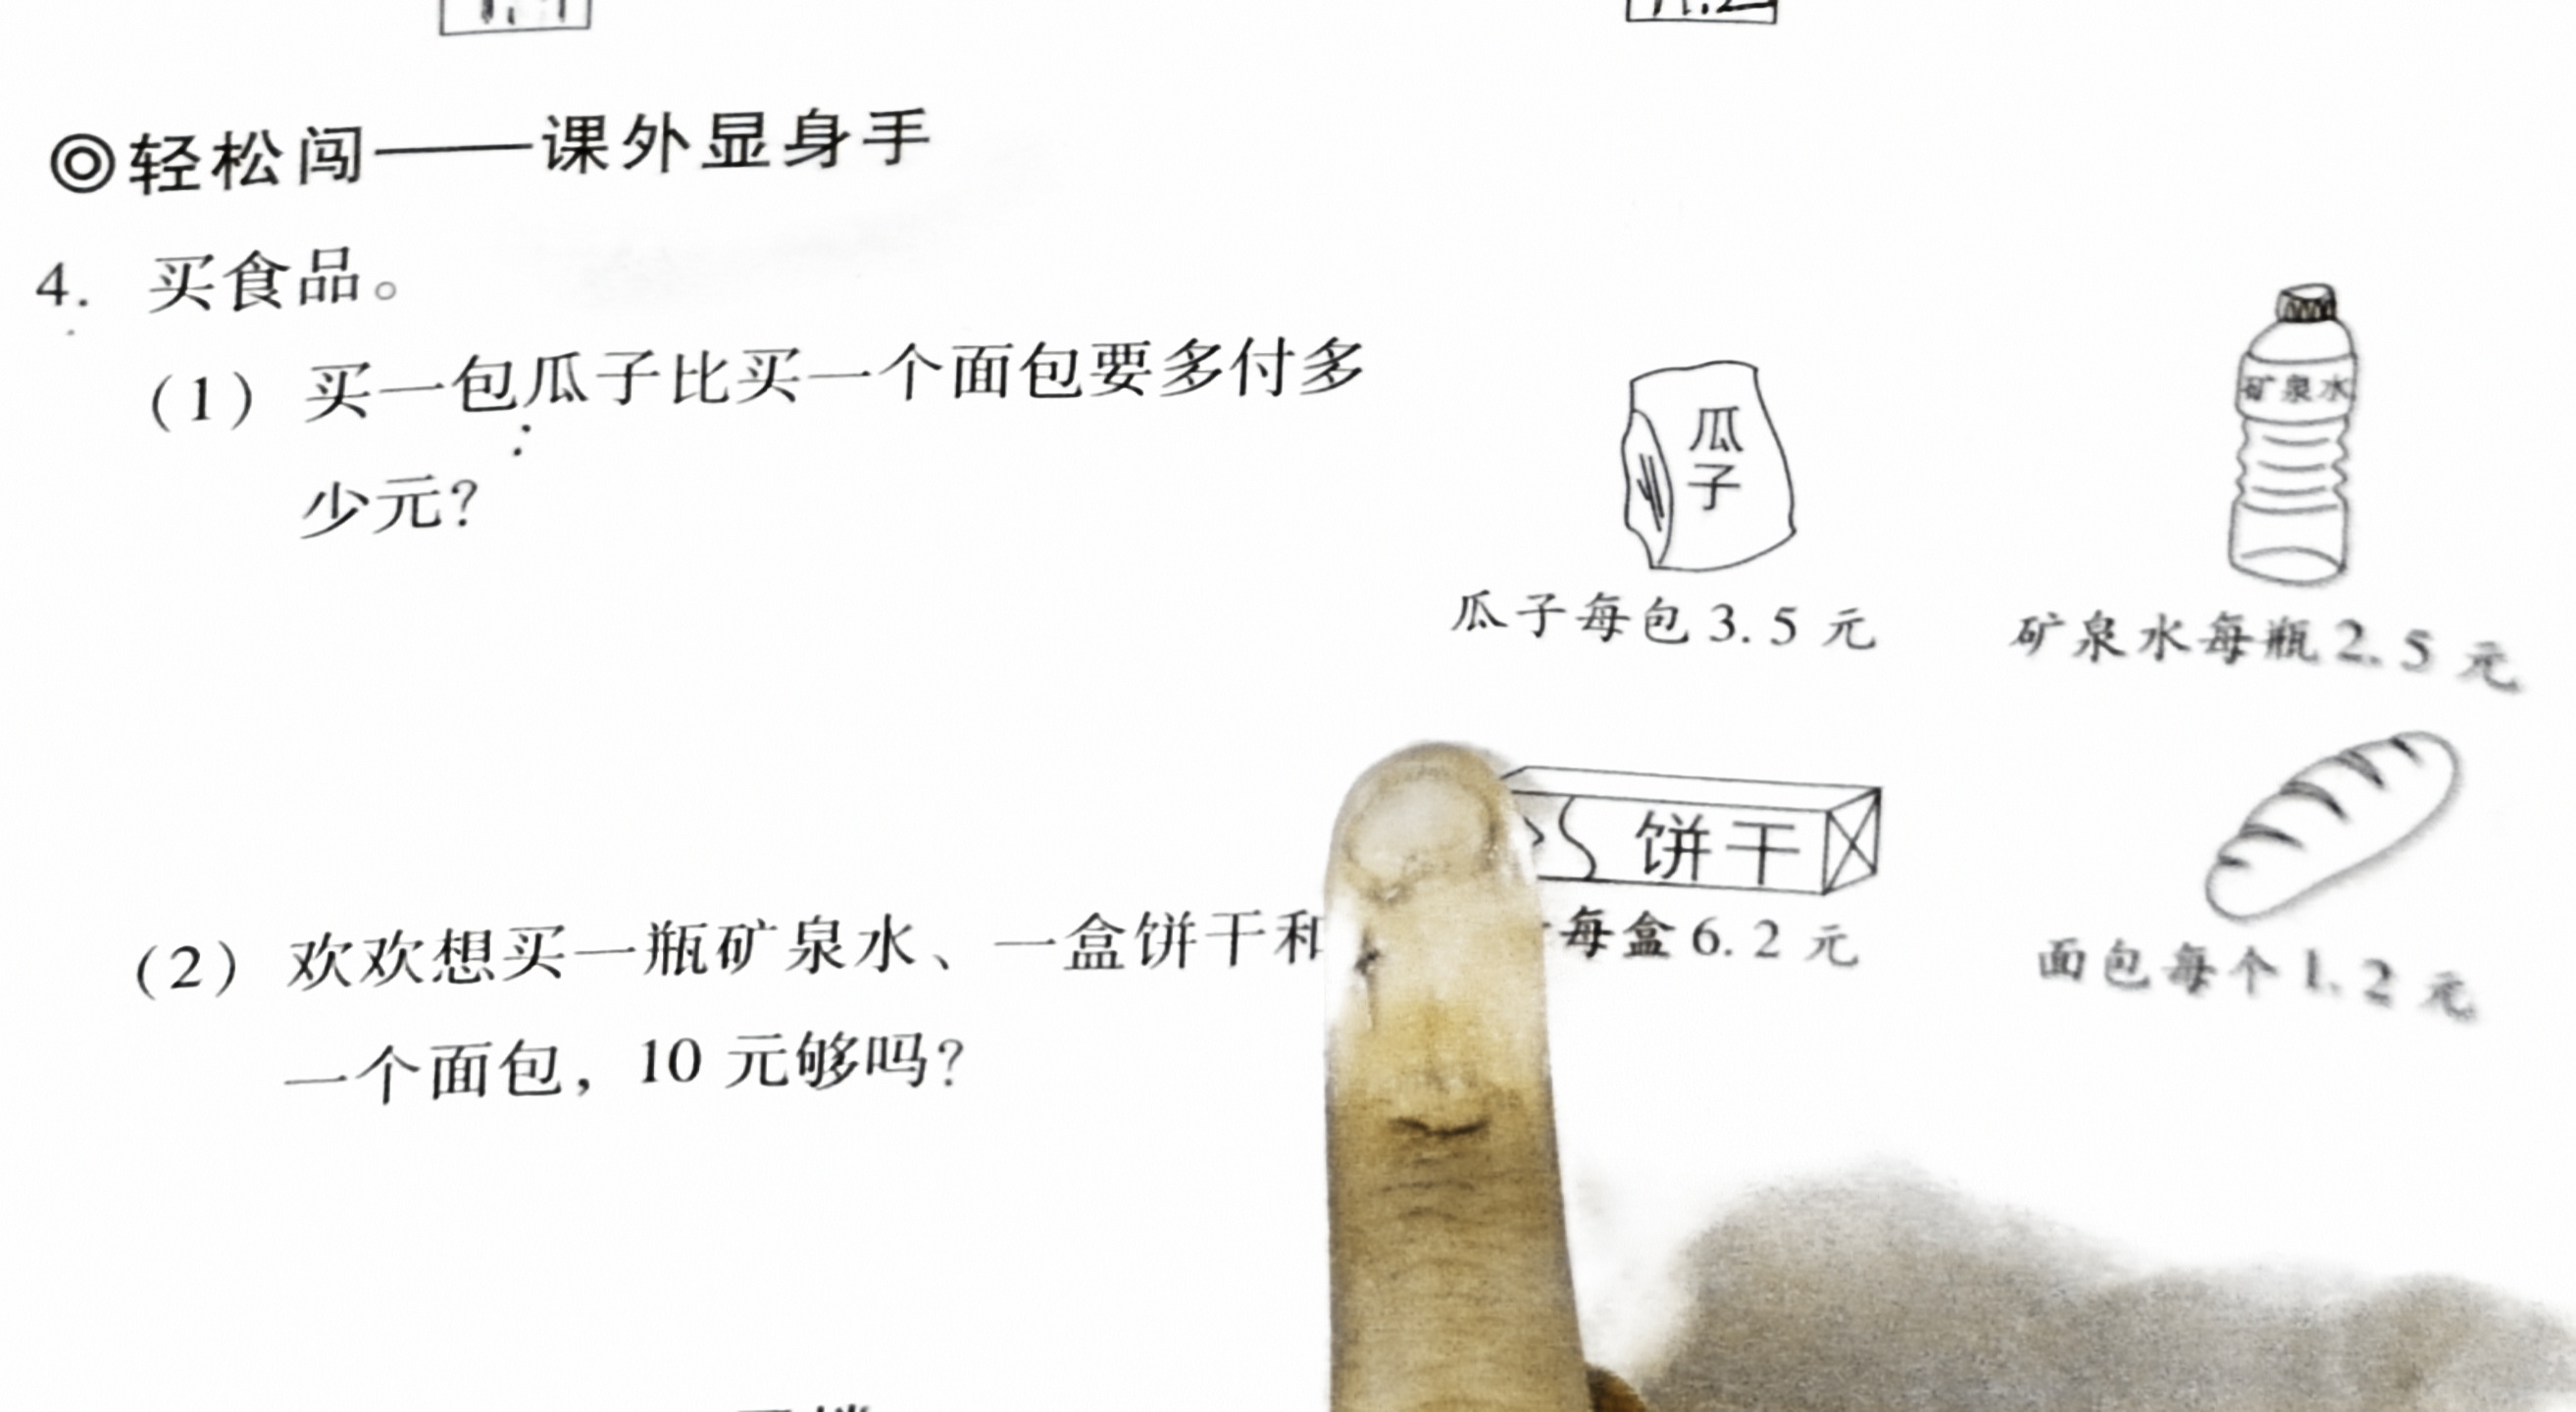 ◎轻松闯——课外显身手
4. 买食品。
(1) 买一包瓜子比买一个面包要多付多
少元?
瓜子
矿泉水
瓜子每包3.5元
矿泉水每瓶2.5元
饼干
每盒6.2元
面包每个1.2元
(2) 欢欢想买一瓶矿泉水、一盒饼干和
一个面包，10元够吗?